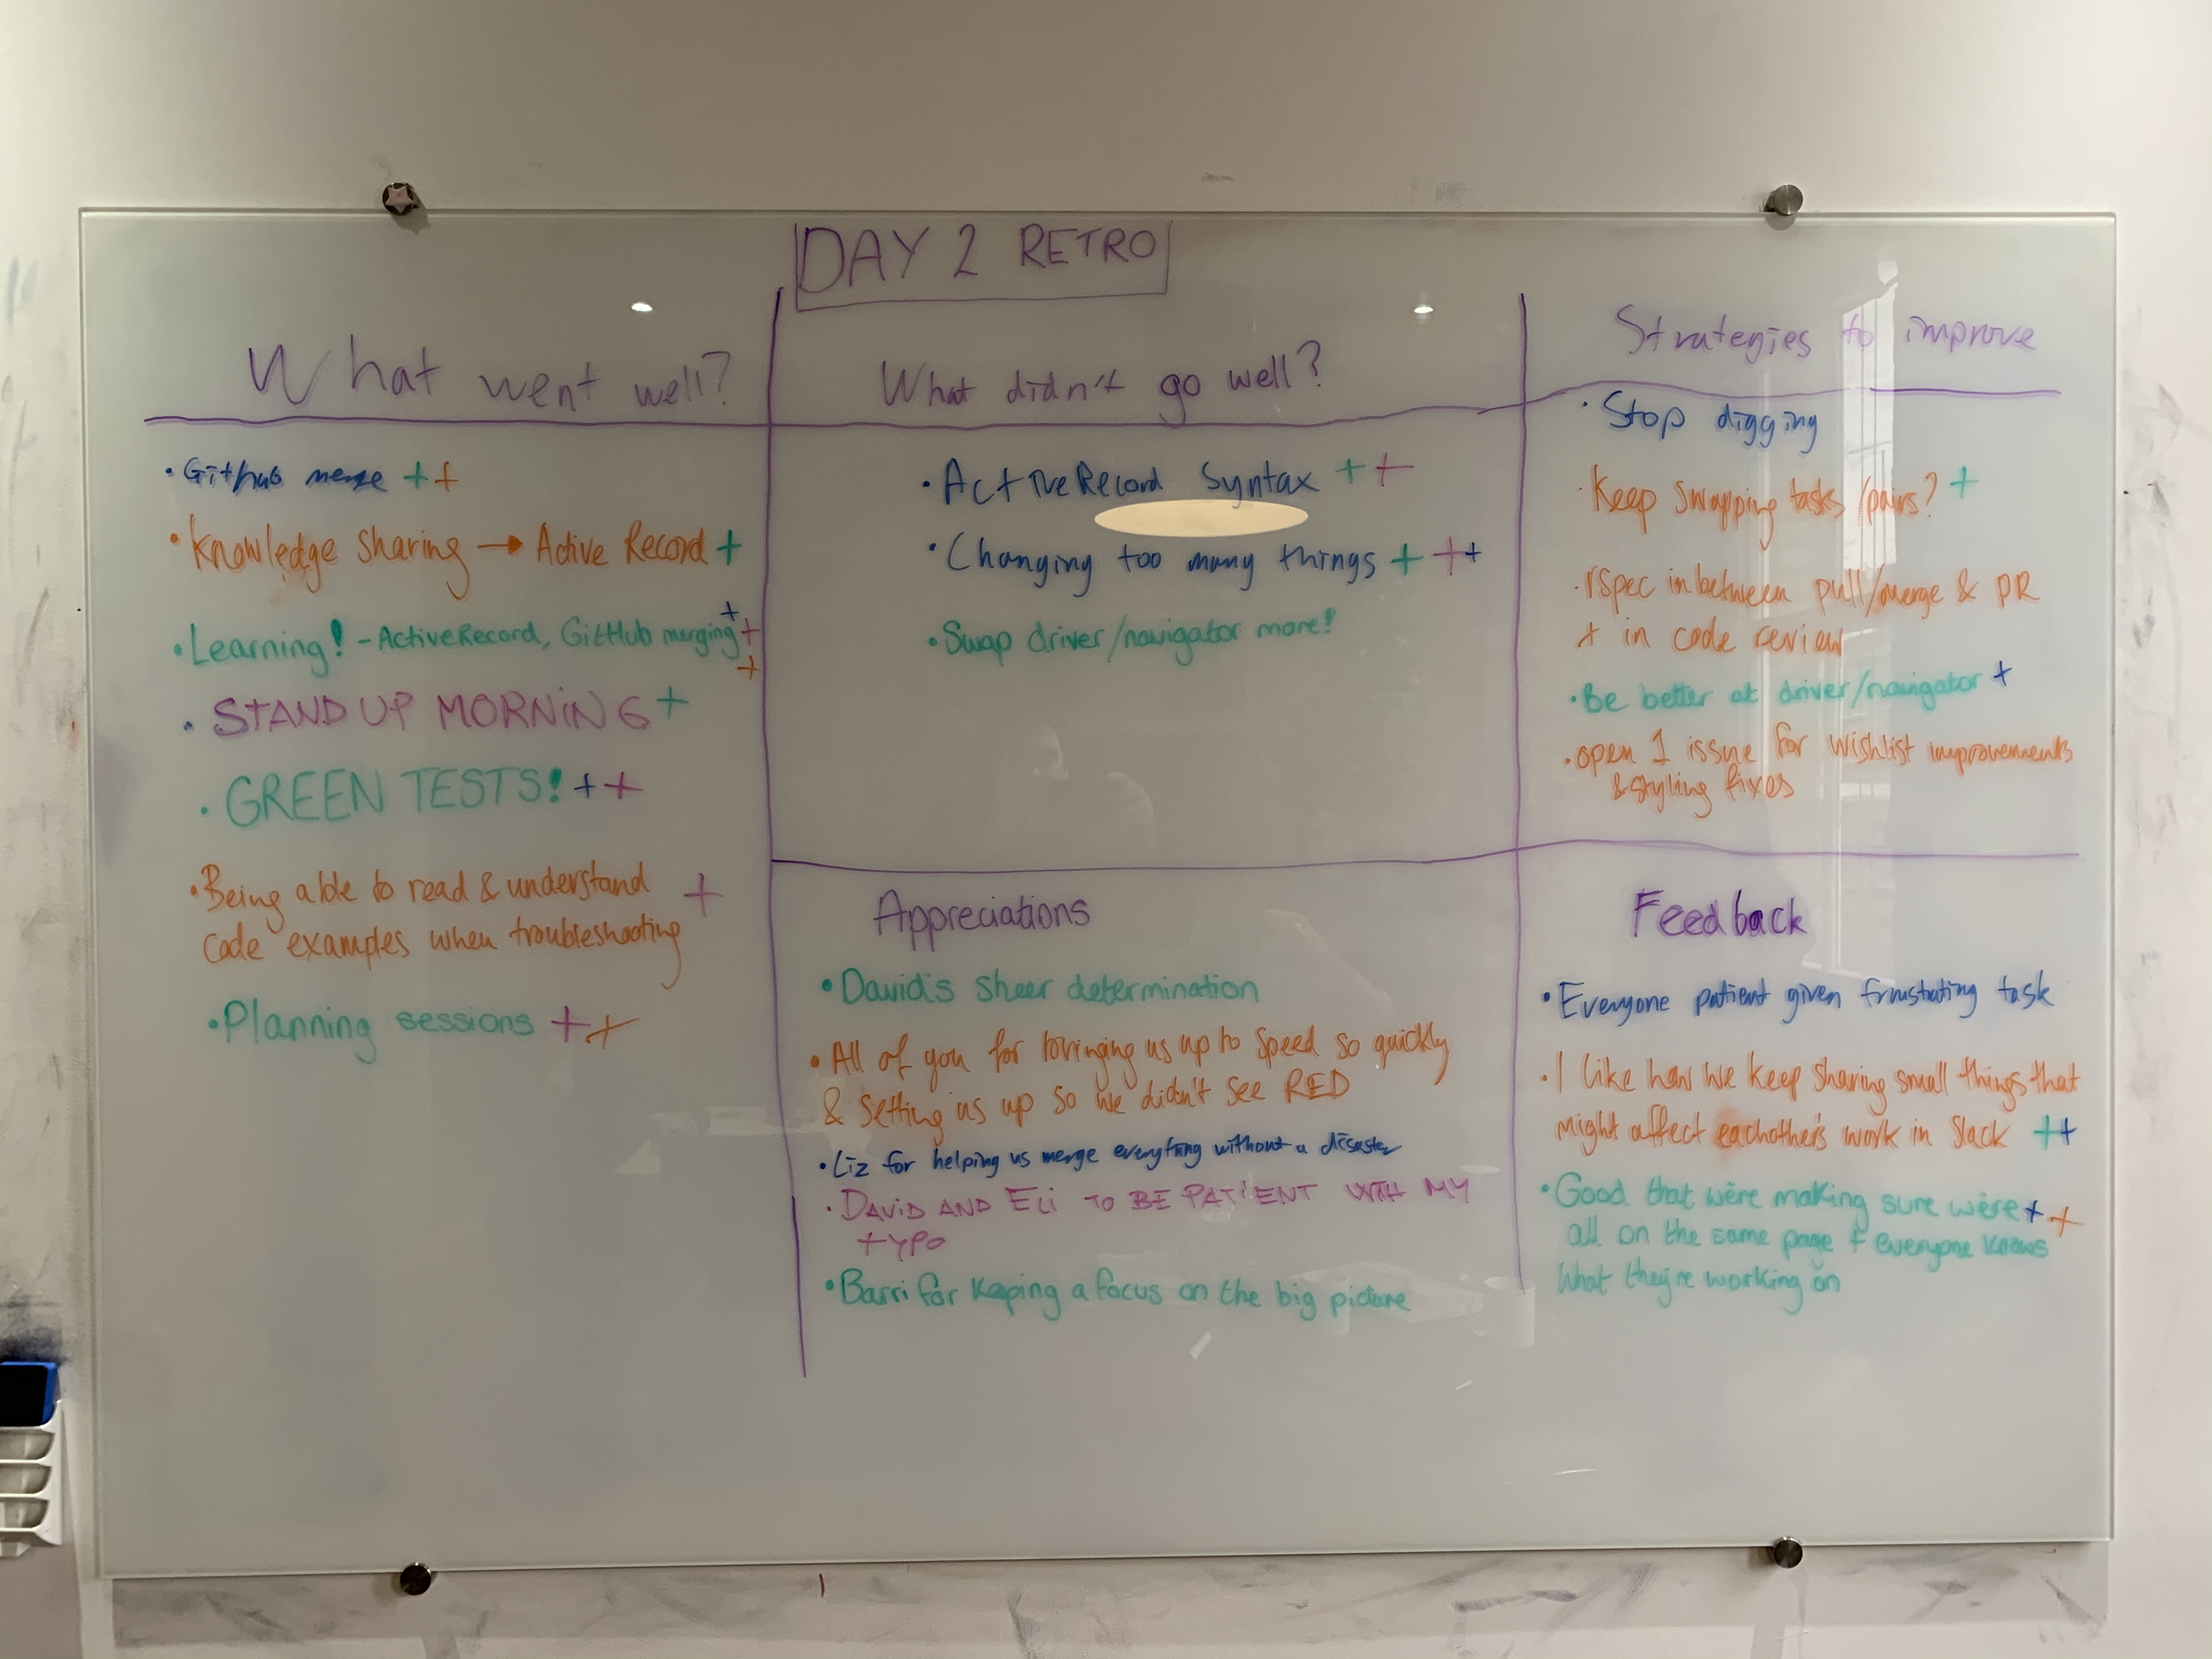 DAY 2 RETRO
What went well?
• Github merge ++
• Knowledge sharing → Active Record +
• Learning! - ActiveRecord, GitHub merging +++
• STAND UP MORNING +
• GREEN TESTS! ++
• Being able to read & understand +
code examples when troubleshooting
• Planning sessions ++
What didn't go well?
• ActiveRecord Syntax ++
• Changing too many things +++
• Swap driver/navigator more!
Strategies to improve
• Stop digging
• Keep swapping tasks/pairs? +
• rspec in between pull/merge & PR
+ in code review
• Be better at driver/navigator +
• open 1 issue for wishlist improvements
& styling fixes
Appreciations
• David's sheer determination
• All of you for bringing us up to speed so quickly
& setting us up so we didn't see RED
• Liz for helping us merge everything without a disaster
• DAVID AND ELI TO BE PATIENT WITH MY
TYPO
• Barri for keeping a focus on the big picture
Feedback
• Everyone patient given frustrating task
• I like how we keep sharing small things that
might affect eachother's work in Slack ++
• Good that we're making sure we're ++
all on the same page + everyone knows
what they're working on